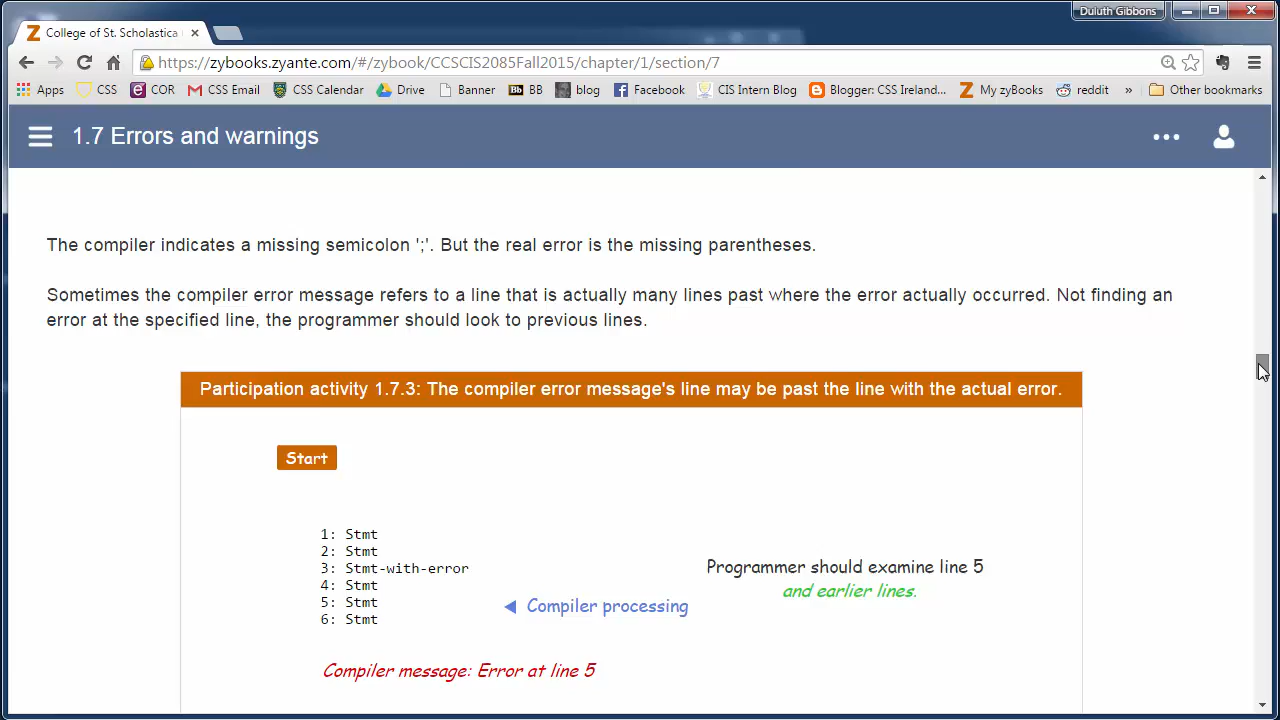 Duluth Gibbons
College of St. Scholastica
https://zybooks.zyante.com/#/zybook/CCSCIS2085Fall2015/chapter/1/section/7
Apps CSS COR CSS Email CSS Calendar Drive Banner Bb BB blog Facebook CIS Intern Blog Blogger: CSS Ireland... My zyBooks reddit » Other bookmarks
1.7 Errors and warnings
The compiler indicates a missing semicolon ';'. But the real error is the missing parentheses.
Sometimes the compiler error message refers to a line that is actually many lines past where the error actually occurred. Not finding an
error at the specified line, the programmer should look to previous lines.
Participation activity 1.7.3: The compiler error message's line may be past the line with the actual error.
Start
1: Stmt
2: Stmt
3: Stmt-with-error
4: Stmt
5: Stmt
6: Stmt
Programmer should examine line 5
and earlier lines.
Compiler processing
Compiler message: Error at line 5